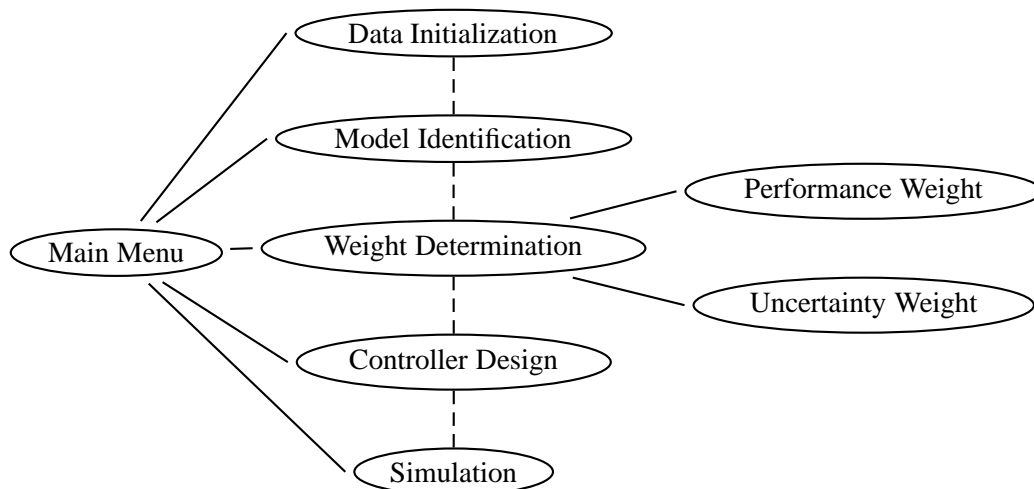 Data Initialization
Model Identification
Performance Weight
Main Menu
Weight Determination
Uncertainty Weight
Controller Design
Simulation